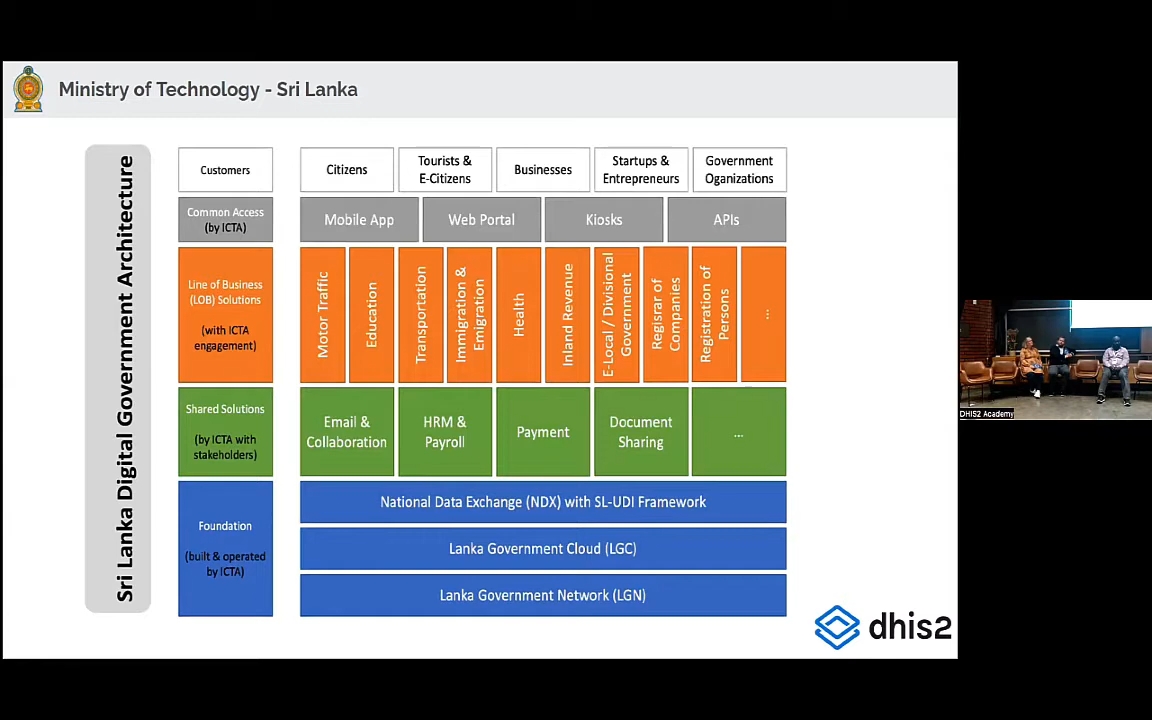 Ministry of Technology - Sri Lanka
Sri Lanka Digital Government Architecture
Customers
Citizens
Tourists &
E-Citizens
Businesses
Startups &
Entrepreneurs
Government
Oganizations
Common Access
(by ICTA)
Mobile App
Web Portal
Kiosks
APIs
Line of Business
(LOB) Solutions
(with ICTA
engagement)
Motor Traffic
Education
Transportation
Immigration &
Emigration
Health
Inland Revenue
E-Local / Divisional
Government
Regisrar of
Companies
Registration of
Persons
...
Shared Solutions
(by ICTA with
stakeholders)
Email &
Collaboration
HRM &
Payroll
Payment
Document
Sharing
...
Foundation
(built & operated
by ICTA)
National Data Exchange (NDX) with SL-UDI Framework
Lanka Government Cloud (LGC)
Lanka Government Network (LGN)
dhis2
DHIS2 Academy